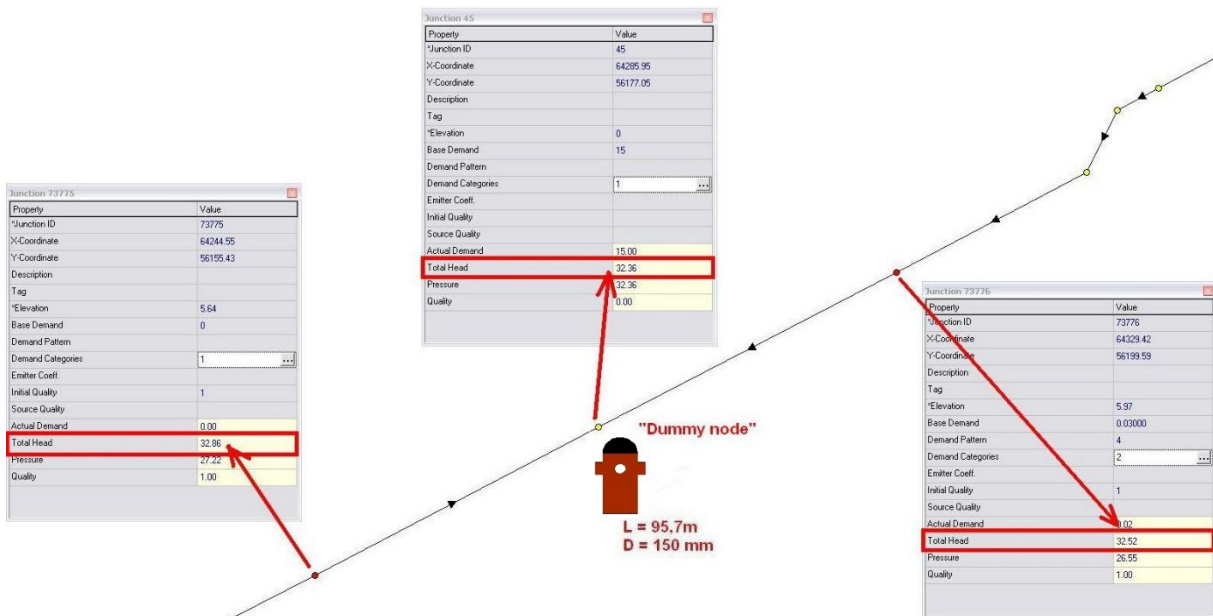 Junction 45
Property Value
*Junction ID 45
X-Coordinate 64285.95
Y-Coordinate 56177.05
Description
Tag
*Elevation 0
Base Demand 15
Demand Pattern
Demand Categories 1 ...
Emitter Coeff.
Initial Quality
Source Quality
Actual Demand 15.00
Total Head 32.36
Pressure 32.36
Quality 0.00
Junction 73775
Property Value
*Junction ID 73775
X-Coordinate 64244.55
Y-Coordinate 56155.43
Description
Tag
*Elevation 5.64
Base Demand 0
Demand Pattern
Demand Categories 1 ...
Emitter Coeff.
Initial Quality 1
Source Quality
Actual Demand 0.00
Total Head 32.86
Pressure 27.22
Quality 1.00
"Dummy node"
L = 95.7m
D = 150 mm
Junction 73776
Property Value
*Junction ID 73776
X-Coordinate 64329.42
Y-Coordinate 56199.59
Description
Tag
*Elevation 5.97
Base Demand 0.03000
Demand Pattern 4
Demand Categories 2 ...
Emitter Coeff.
Initial Quality 1
Source Quality
Actual Demand 0.02
Total Head 32.52
Pressure 26.55
Quality 1.00